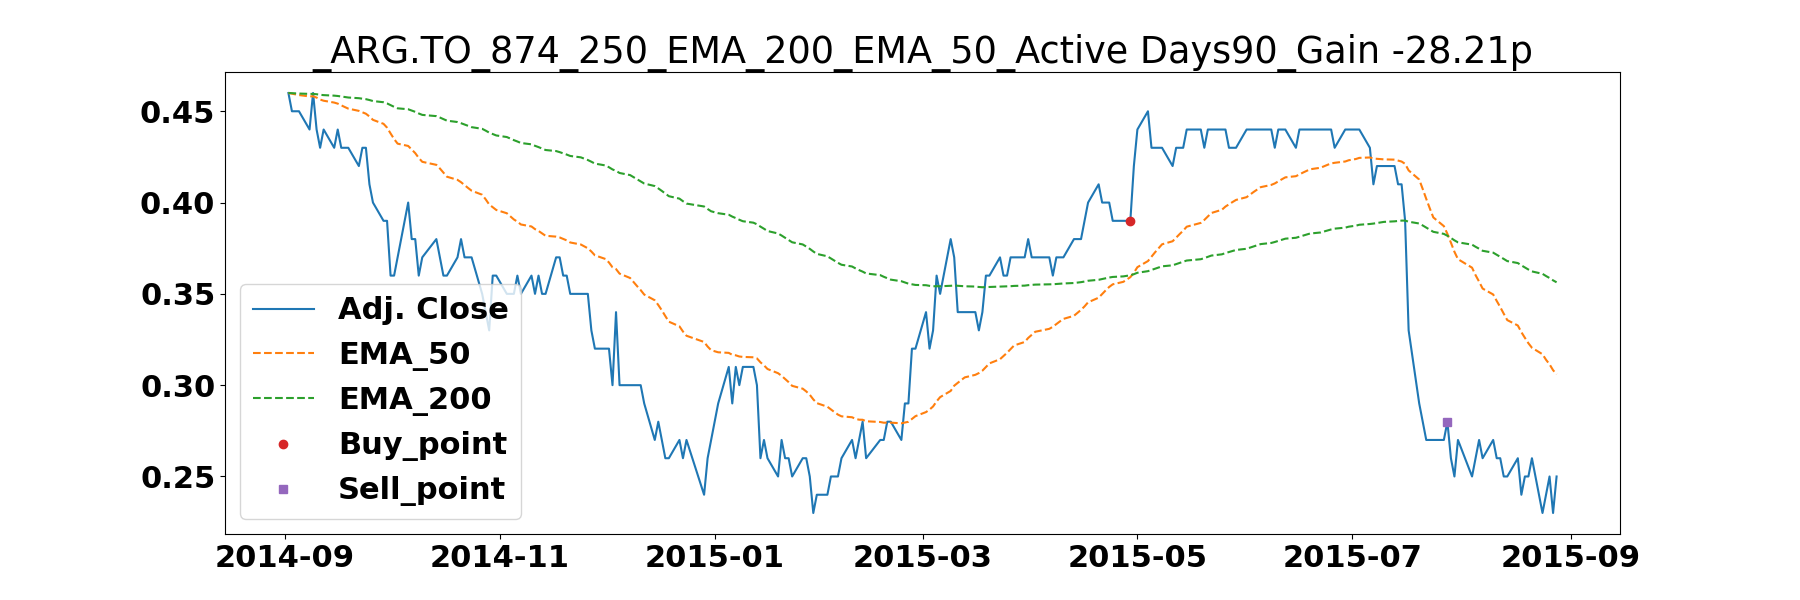 _ARG.TO_874_250_EMA_200_EMA_50_Active Days90_Gain -28.21p
0.45
0.40
0.35
0.30
0.25
Adj. Close
EMA_50
EMA_200
Buy_point
Sell_point
2014-09 2014-11 2015-01 2015-03 2015-05 2015-07 2015-09